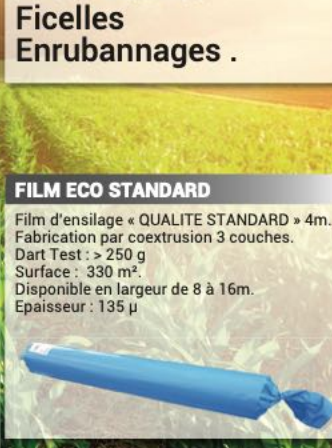 Ficelles
Enrubannages .
FILM ECO STANDARD
Film d'ensilage « QUALITE STANDARD » 4m.
Fabrication par coextrusion 3 couches.
Dart Test : > 250 g
Surface : 330 m².
Disponible en largeur de 8 à 16m.
Epaisseur : 135 µ